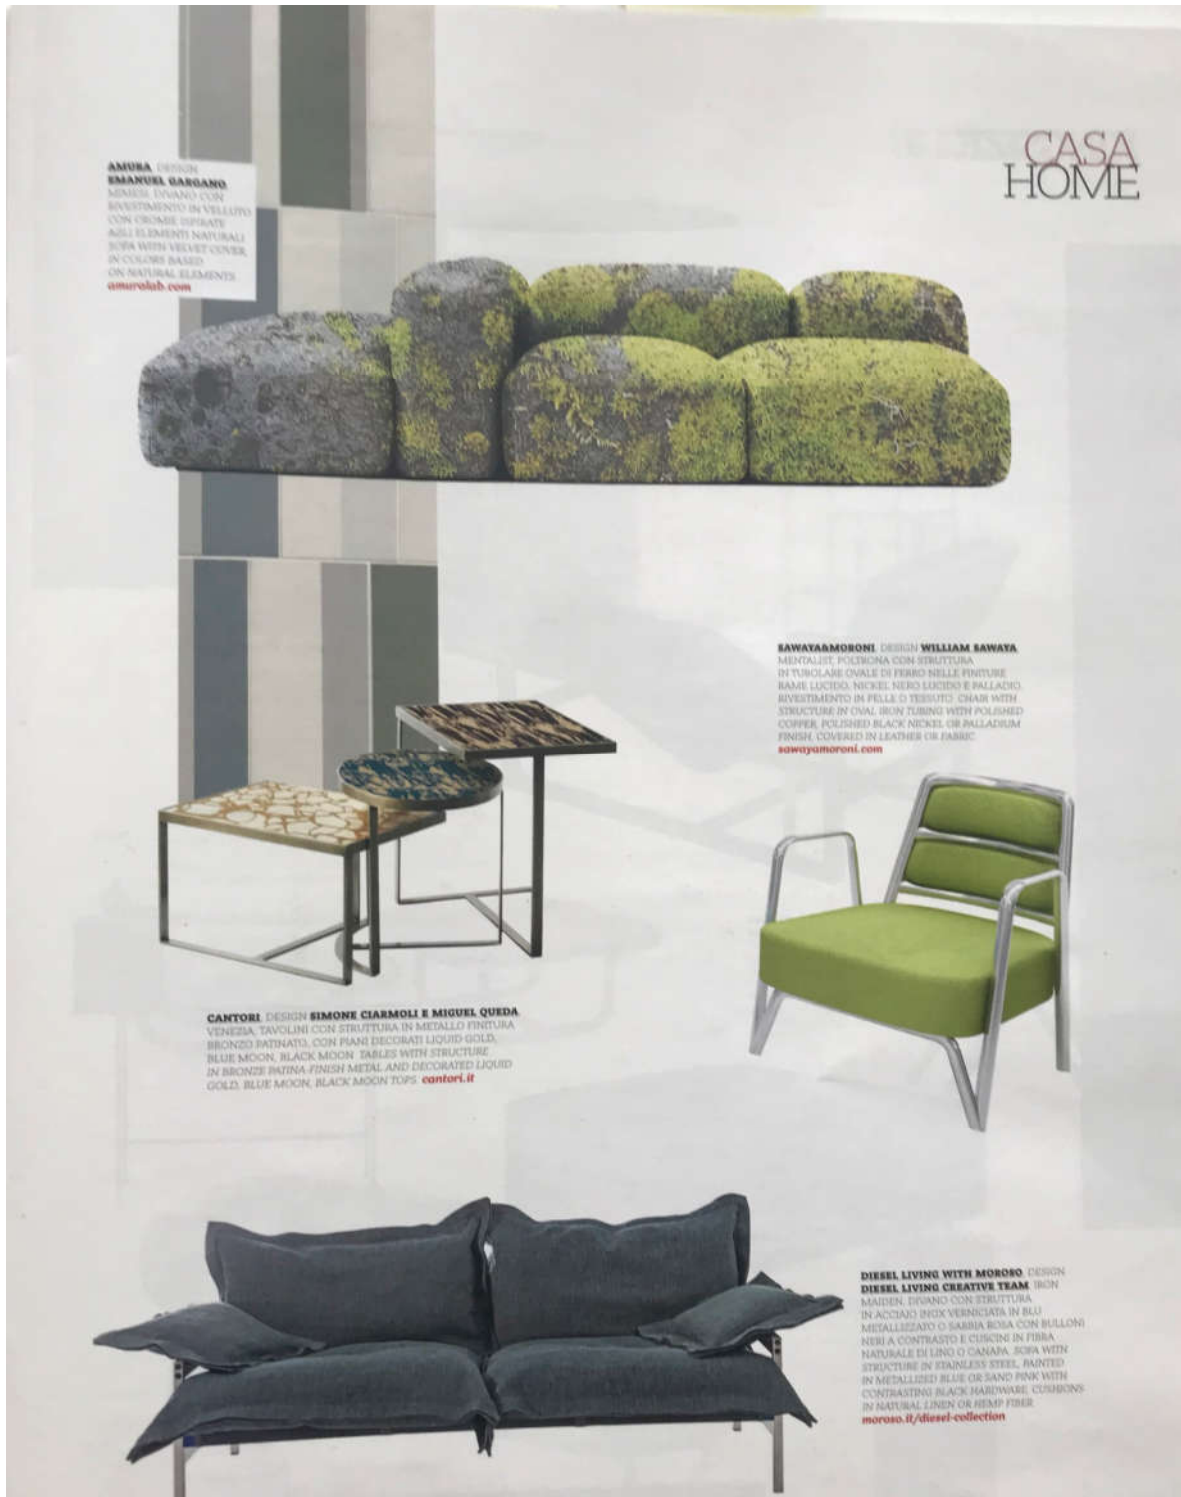 CASA
HOME
AMURA, DESIGN
EMANUEL GARGANO,
MIMESI, DIVANO CON
RIVESTIMENTO IN VELLUTO
CON CROMIE ISPIRATE
AGLI ELEMENTI NATURALI
SOFA WITH VELVET COVER,
IN COLORS BASED
ON NATURAL ELEMENTS.
amuralab.com
SAWAYA&MORONI, DESIGN WILLIAM SAWAYA,
MENTALIST, POLTRONA CON STRUTTURA
IN TUBOLARE OVALE DI FERRO NELLE FINITURE
RAME LUCIDO, NICKEL NERO LUCIDO E PALLADIO,
RIVESTIMENTO IN PELLE O TESSUTO. CHAIR WITH
STRUCTURE IN OVAL IRON TUBING WITH POLISHED
COPPER, POLISHED BLACK NICKEL OR PALLADIUM
FINISH, COVERED IN LEATHER OR FABRIC.
sawayamoroni.com
CANTORI, DESIGN SIMONE CIARMOLI E MIGUEL QUEDA,
VENEZIA, TAVOLINI CON STRUTTURA IN METALLO FINITURA
BRONZO PATINATO, CON PIANI DECORATI LIQUID GOLD,
BLUE MOON, BLACK MOON. TABLES WITH STRUCTURE
IN BRONZE PATINA-FINISH METAL AND DECORATED LIQUID
GOLD, BLUE MOON, BLACK MOON TOPS. cantori.it
DIESEL LIVING WITH MOROSO, DESIGN
DIESEL LIVING CREATIVE TEAM, IRON
MAIDEN, DIVANO CON STRUTTURA
IN ACCIAIO INOX VERNICIATA IN BLU
METALLIZZATO O SABBIA ROSA CON BULLONI
NERI A CONTRASTO E CUSCINI IN FIBRA
NATURALE DI LINO O CANAPA. SOFA WITH
STRUCTURE IN STAINLESS STEEL, PAINTED
IN METALLIZED BLUE OR SAND PINK WITH
CONTRASTING BLACK HARDWARE, CUSHIONS
IN NATURAL LINEN OR HEMP FIBER.
moroso.it/diesel-collection